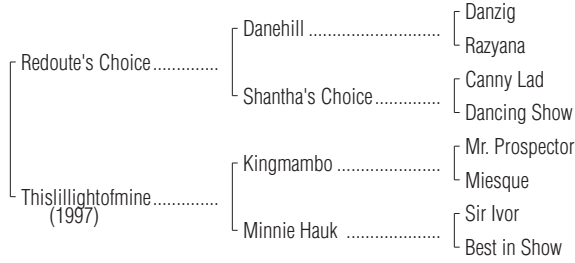 Danzig
Danehill ............................
Razyana
Redoute's Choice..............
Canny Lad
Shantha's Choice..............
Dancing Show
Mr. Prospector
Kingmambo ......................
Miesque
Thislillightofmine..............
(1997)
Sir Ivor
Minnie Hauk ....................
Best in Show